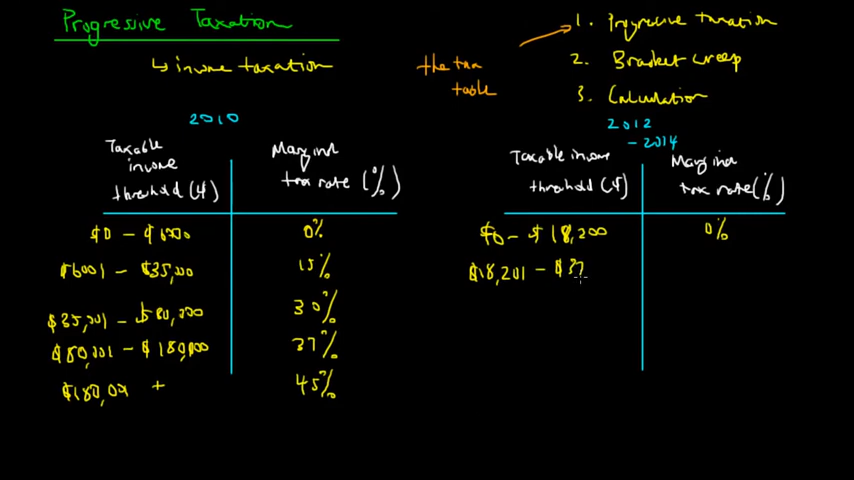 Progressive Taxation
↳ income taxation
the tax
table
1. Progressive taxation
2. Bracket creep
3. Calculation
2010
Taxable
income
threshold ($)
Marginal
tax rate (%)
$0 - $6000
0%
$6001 - $35,000
15%
$35,001 - $80,000
30%
$80,001 - $180,000
37%
$180,001 +
45%
2012
- 2014
Taxable income
threshold ($)
Marginal
tax rate (%)
$0 - $18,200
0%
$18,201 - $37